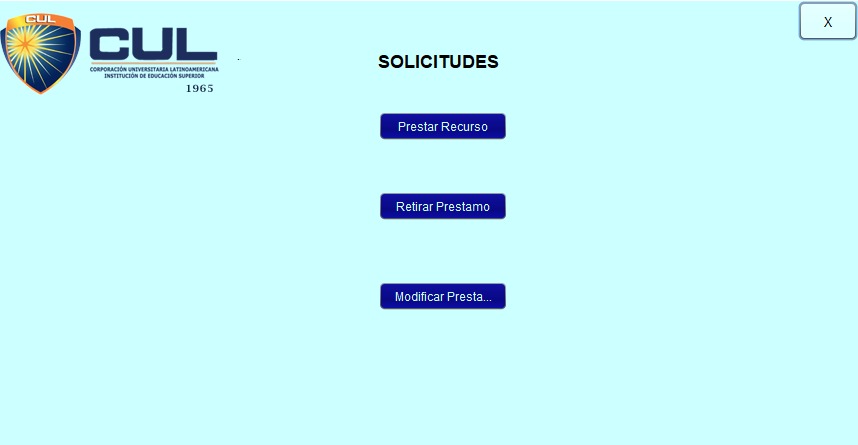 CUL
CUL
CORPORACIÓN UNIVERSITARIA LATINOAMERICANA
INSTITUCIÓN DE EDUCACIÓN SUPERIOR
1965
X
SOLICITUDES
Prestar Recurso
Retirar Prestamo
Modificar Presta...